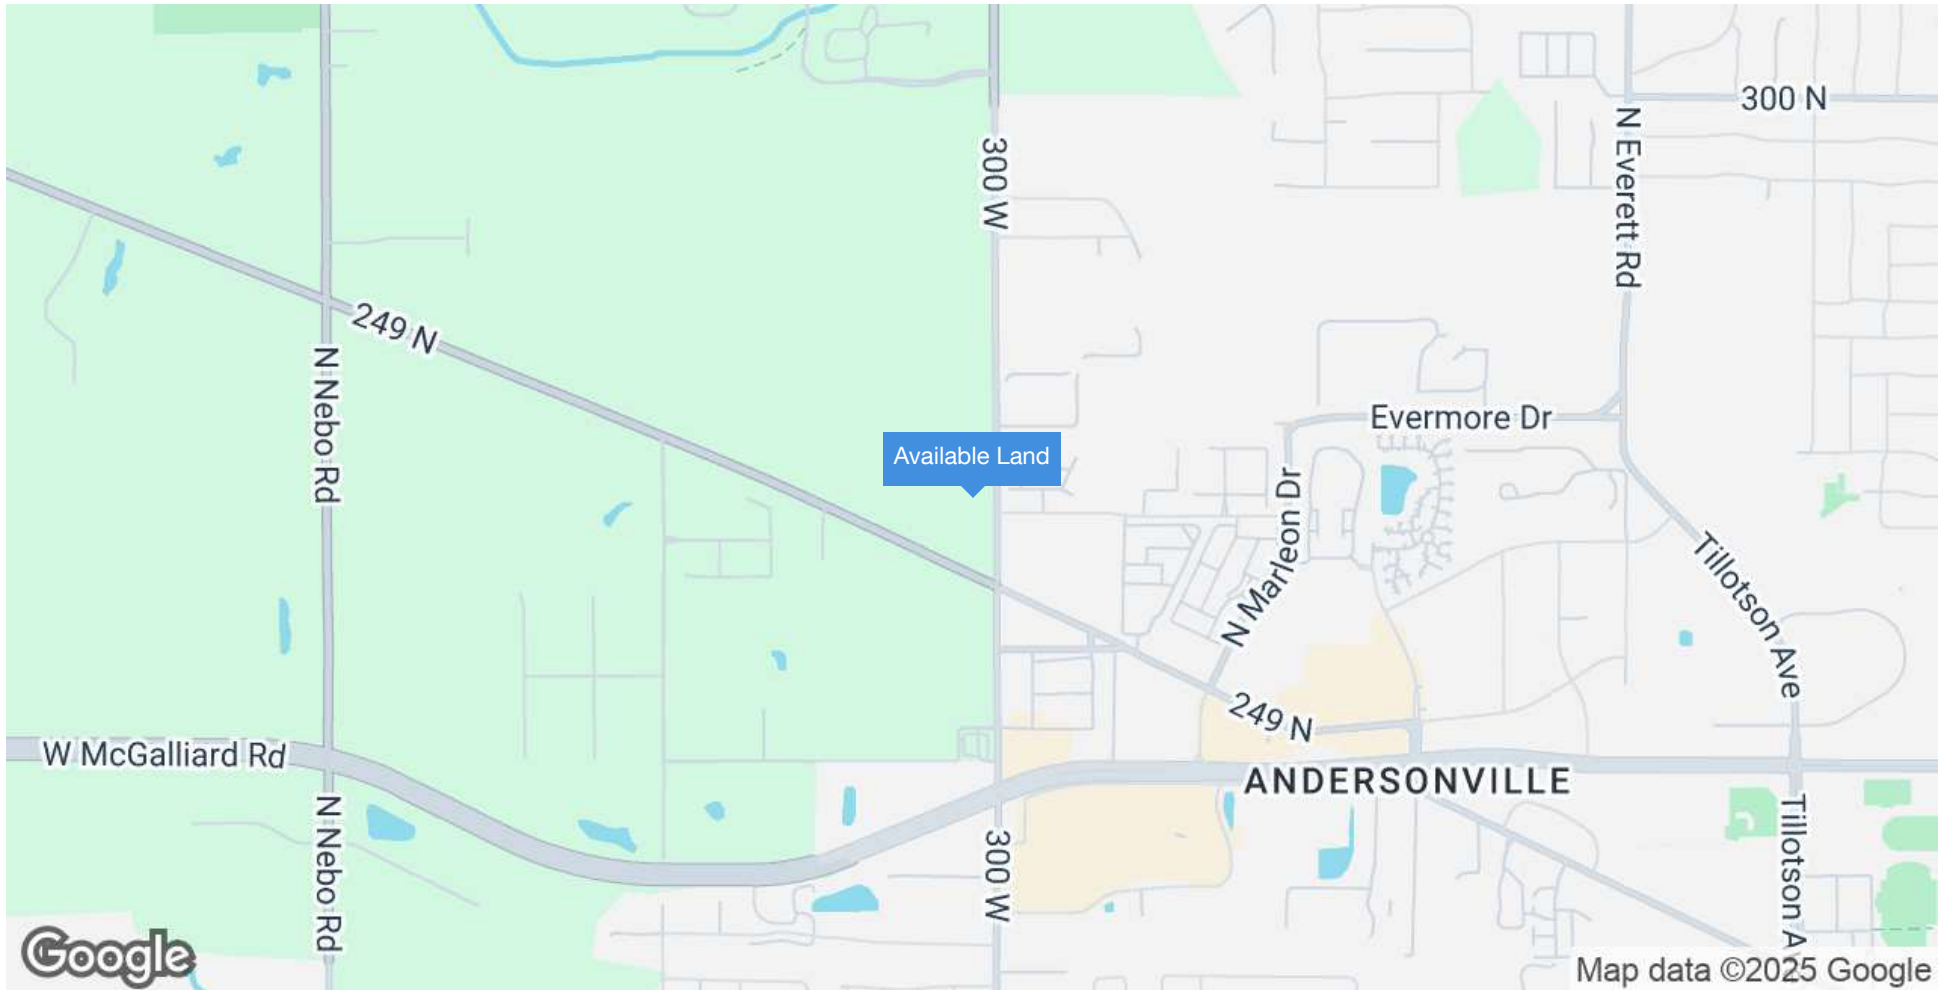 300 N
N Everett Rd
300 W
249 N
N Nebo Rd
Evermore Dr
Available Land
N Marleon Dr
Tillotson Ave
249 N
W McGalliard Rd
ANDERSONVILLE
N Nebo Rd
300 W
Tillotson A
Google
Map data ©2025 Google